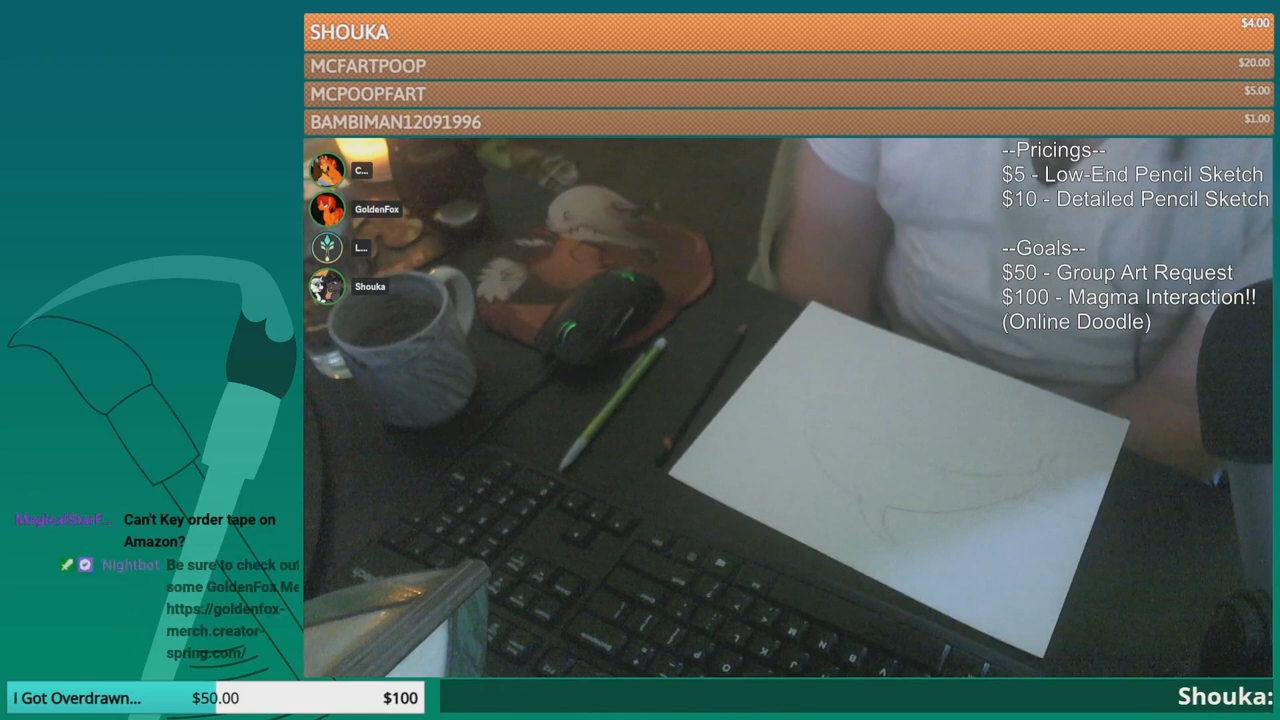 SHOUKA $4.00
MCFARTPOOP $20.00
MCPOOPFART $5.00
BAMBIMAN12091996 $1.00
C...
GoldenFox
L...
Shouka
--Pricings--
$5 - Low-End Pencil Sketch
$10 - Detailed Pencil Sketch
--Goals--
$50 - Group Art Request
$100 - Magma Interaction!!
(Online Doodle)
MagicalStarF... Can't Key order tape on
Amazon?
Nightbot Be sure to check out
some GoldenFox Me
https://goldenfox-
merch.creator-
spring.com/
I Got Overdrawn... $50.00 $100
Shouka: